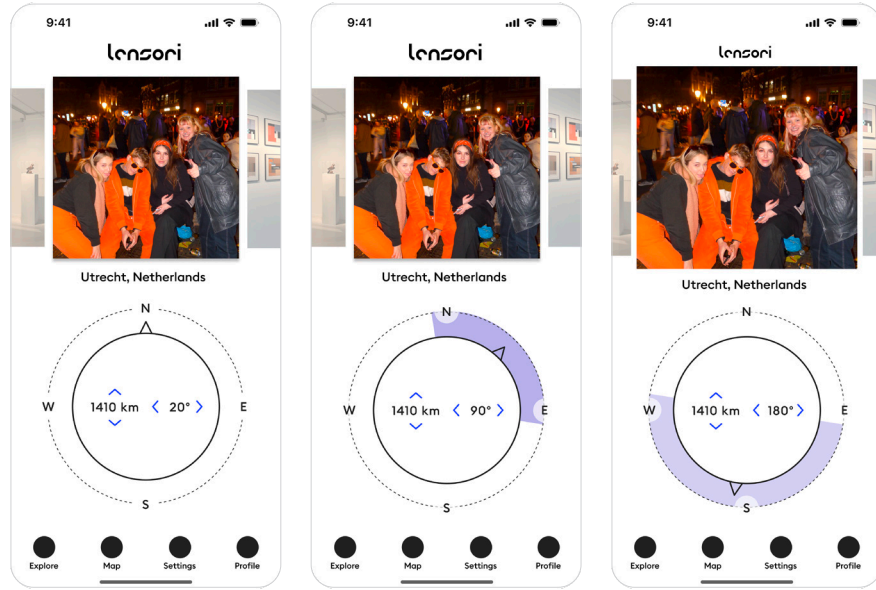 9:41
lensori
Utrecht, Netherlands
N
W
1410 km
20°
E
S
Explore Map Settings Profile
9:41
lensori
Utrecht, Netherlands
N
W
1410 km
90°
E
S
Explore Map Settings Profile
9:41
lensori
Utrecht, Netherlands
N
W
1410 km
180°
E
S
Explore Map Settings Profile